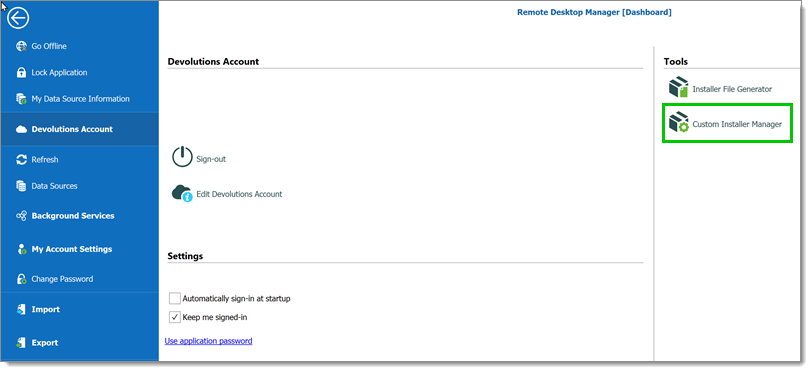 Remote Desktop Manager [Dashboard]
Go Offline
Lock Application
My Data Source Information
Devolutions Account
Refresh
Data Sources
Background Services
My Account Settings
Change Password
Import
Export
Devolutions Account
Sign-out
Edit Devolutions Account
Settings
Automatically sign-in at startup
Keep me signed-in
Use application password
Tools
Installer File Generator
Custom Installer Manager